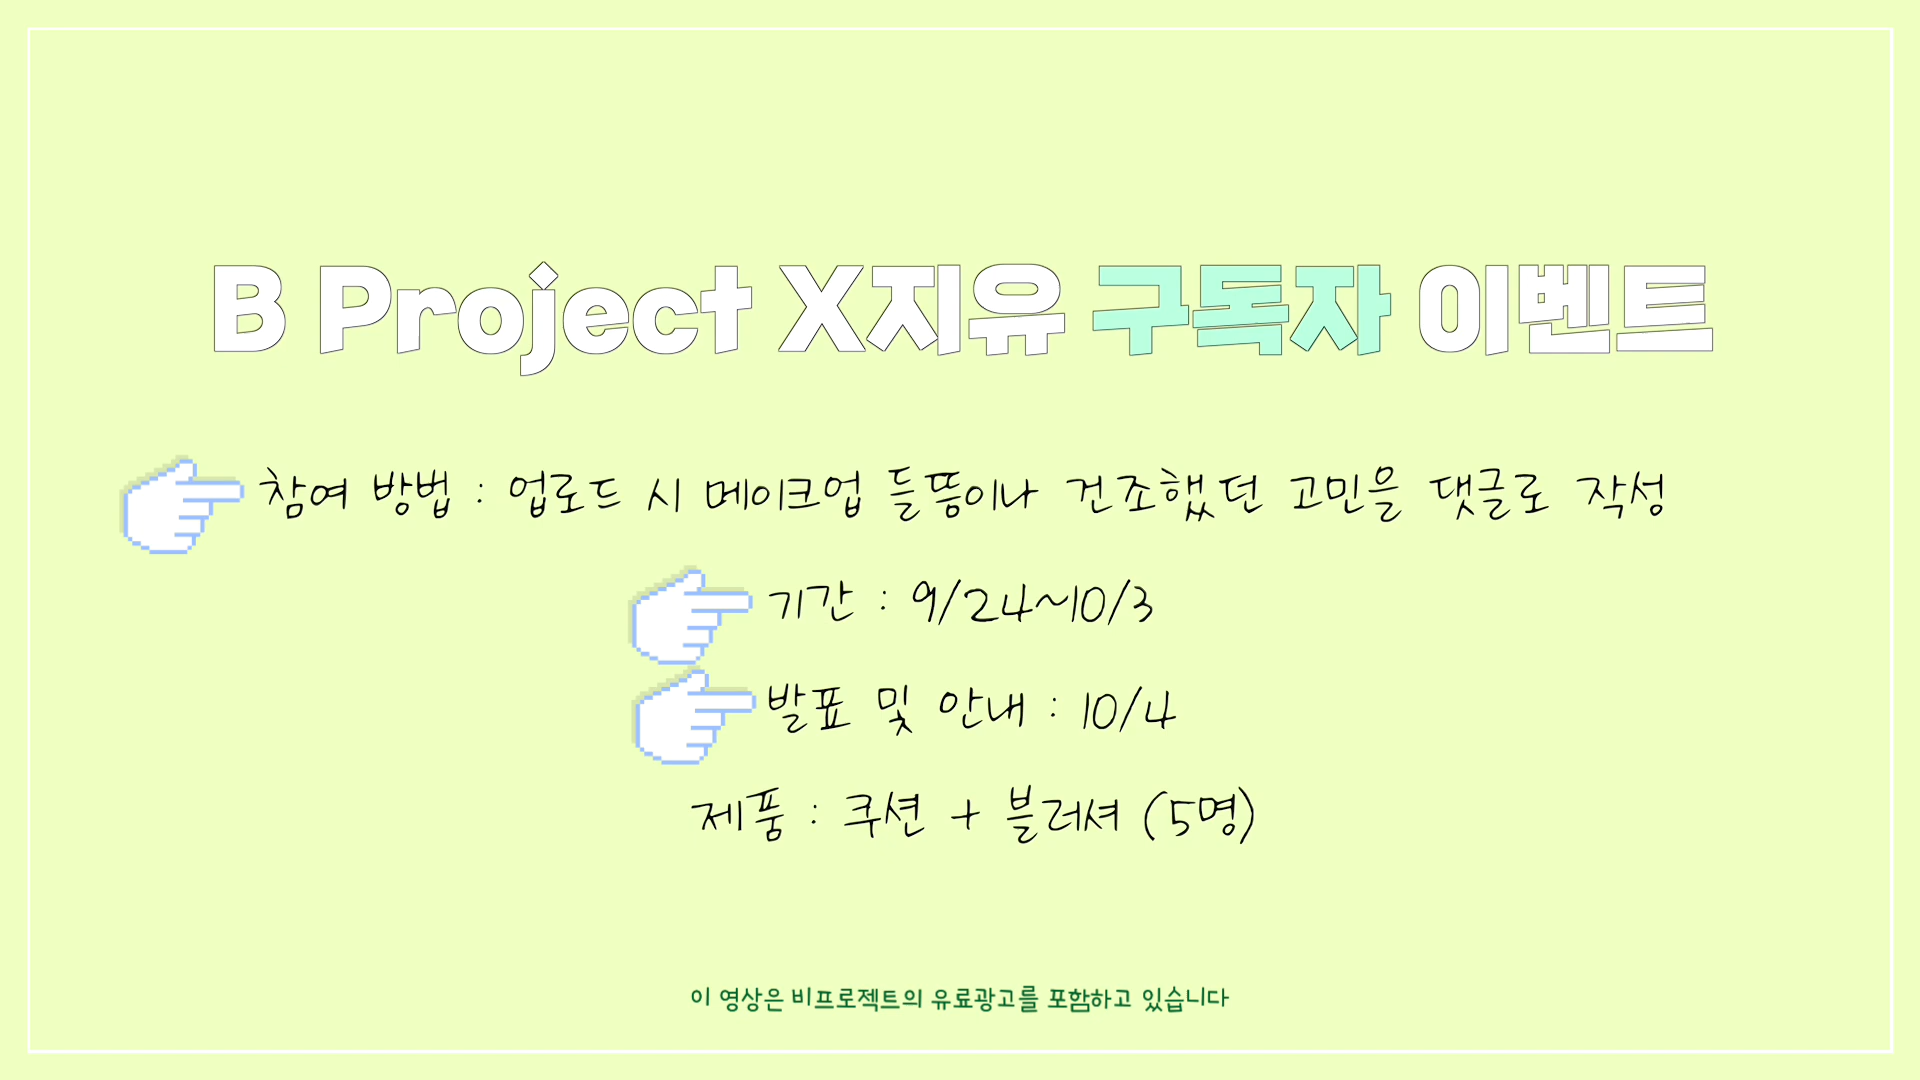 B Project X지유 구독자 이벤트
참여 방법 : 업로드 시 메이크업 들뜸이나 건조했던 고민을 댓글로 작성
기간 : 9/24~10/3
발표 및 안내 : 10/4
제품 : 쿠션 + 블러셔 (5명)
이 영상은 비프로젝트의 유료광고를 포함하고 있습니다